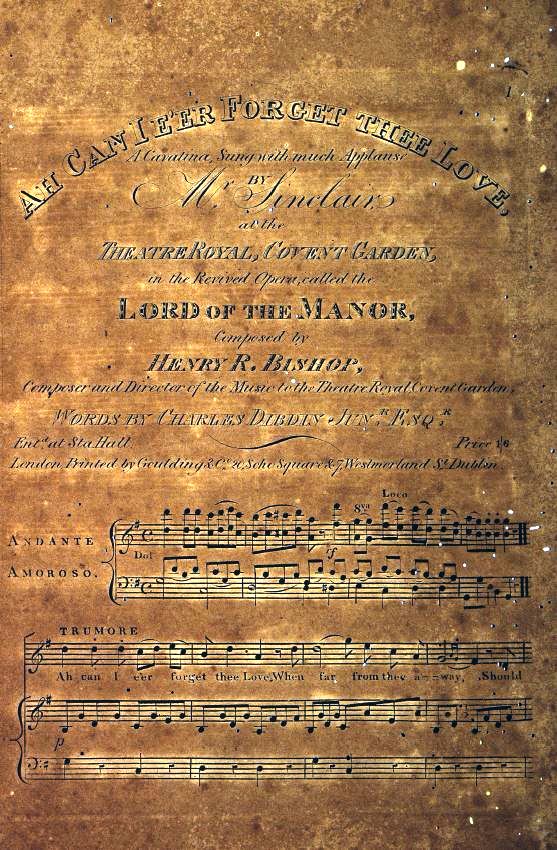 1
AH CAN I E'ER FORGET THEE LOVE,
A Cavatina, Sung with much Applause
BY
Mr. Sinclair,
at the
THEATRE ROYAL, COVENT GARDEN,
in the Revived Opera, called the
LORD OF THE MANOR,
Composed by
HENRY R. BISHOP,
Composer and Directer of the Music to the Theatre Royal, Covent Garden,
WORDS BY CHARLES DIBDIN JUNR. ESQR.
Entd. at Sta. Hall
Price 1/6
London Printed by Goulding & Co. 20, Soho Square & 7, Westmorland St. Dublin.
Loco
8va
ANDANTE
AMOROSO.
Dol
sf
TRUMORE
Ah can I e'er forget thee Love, When far from thee a--way, Should
p